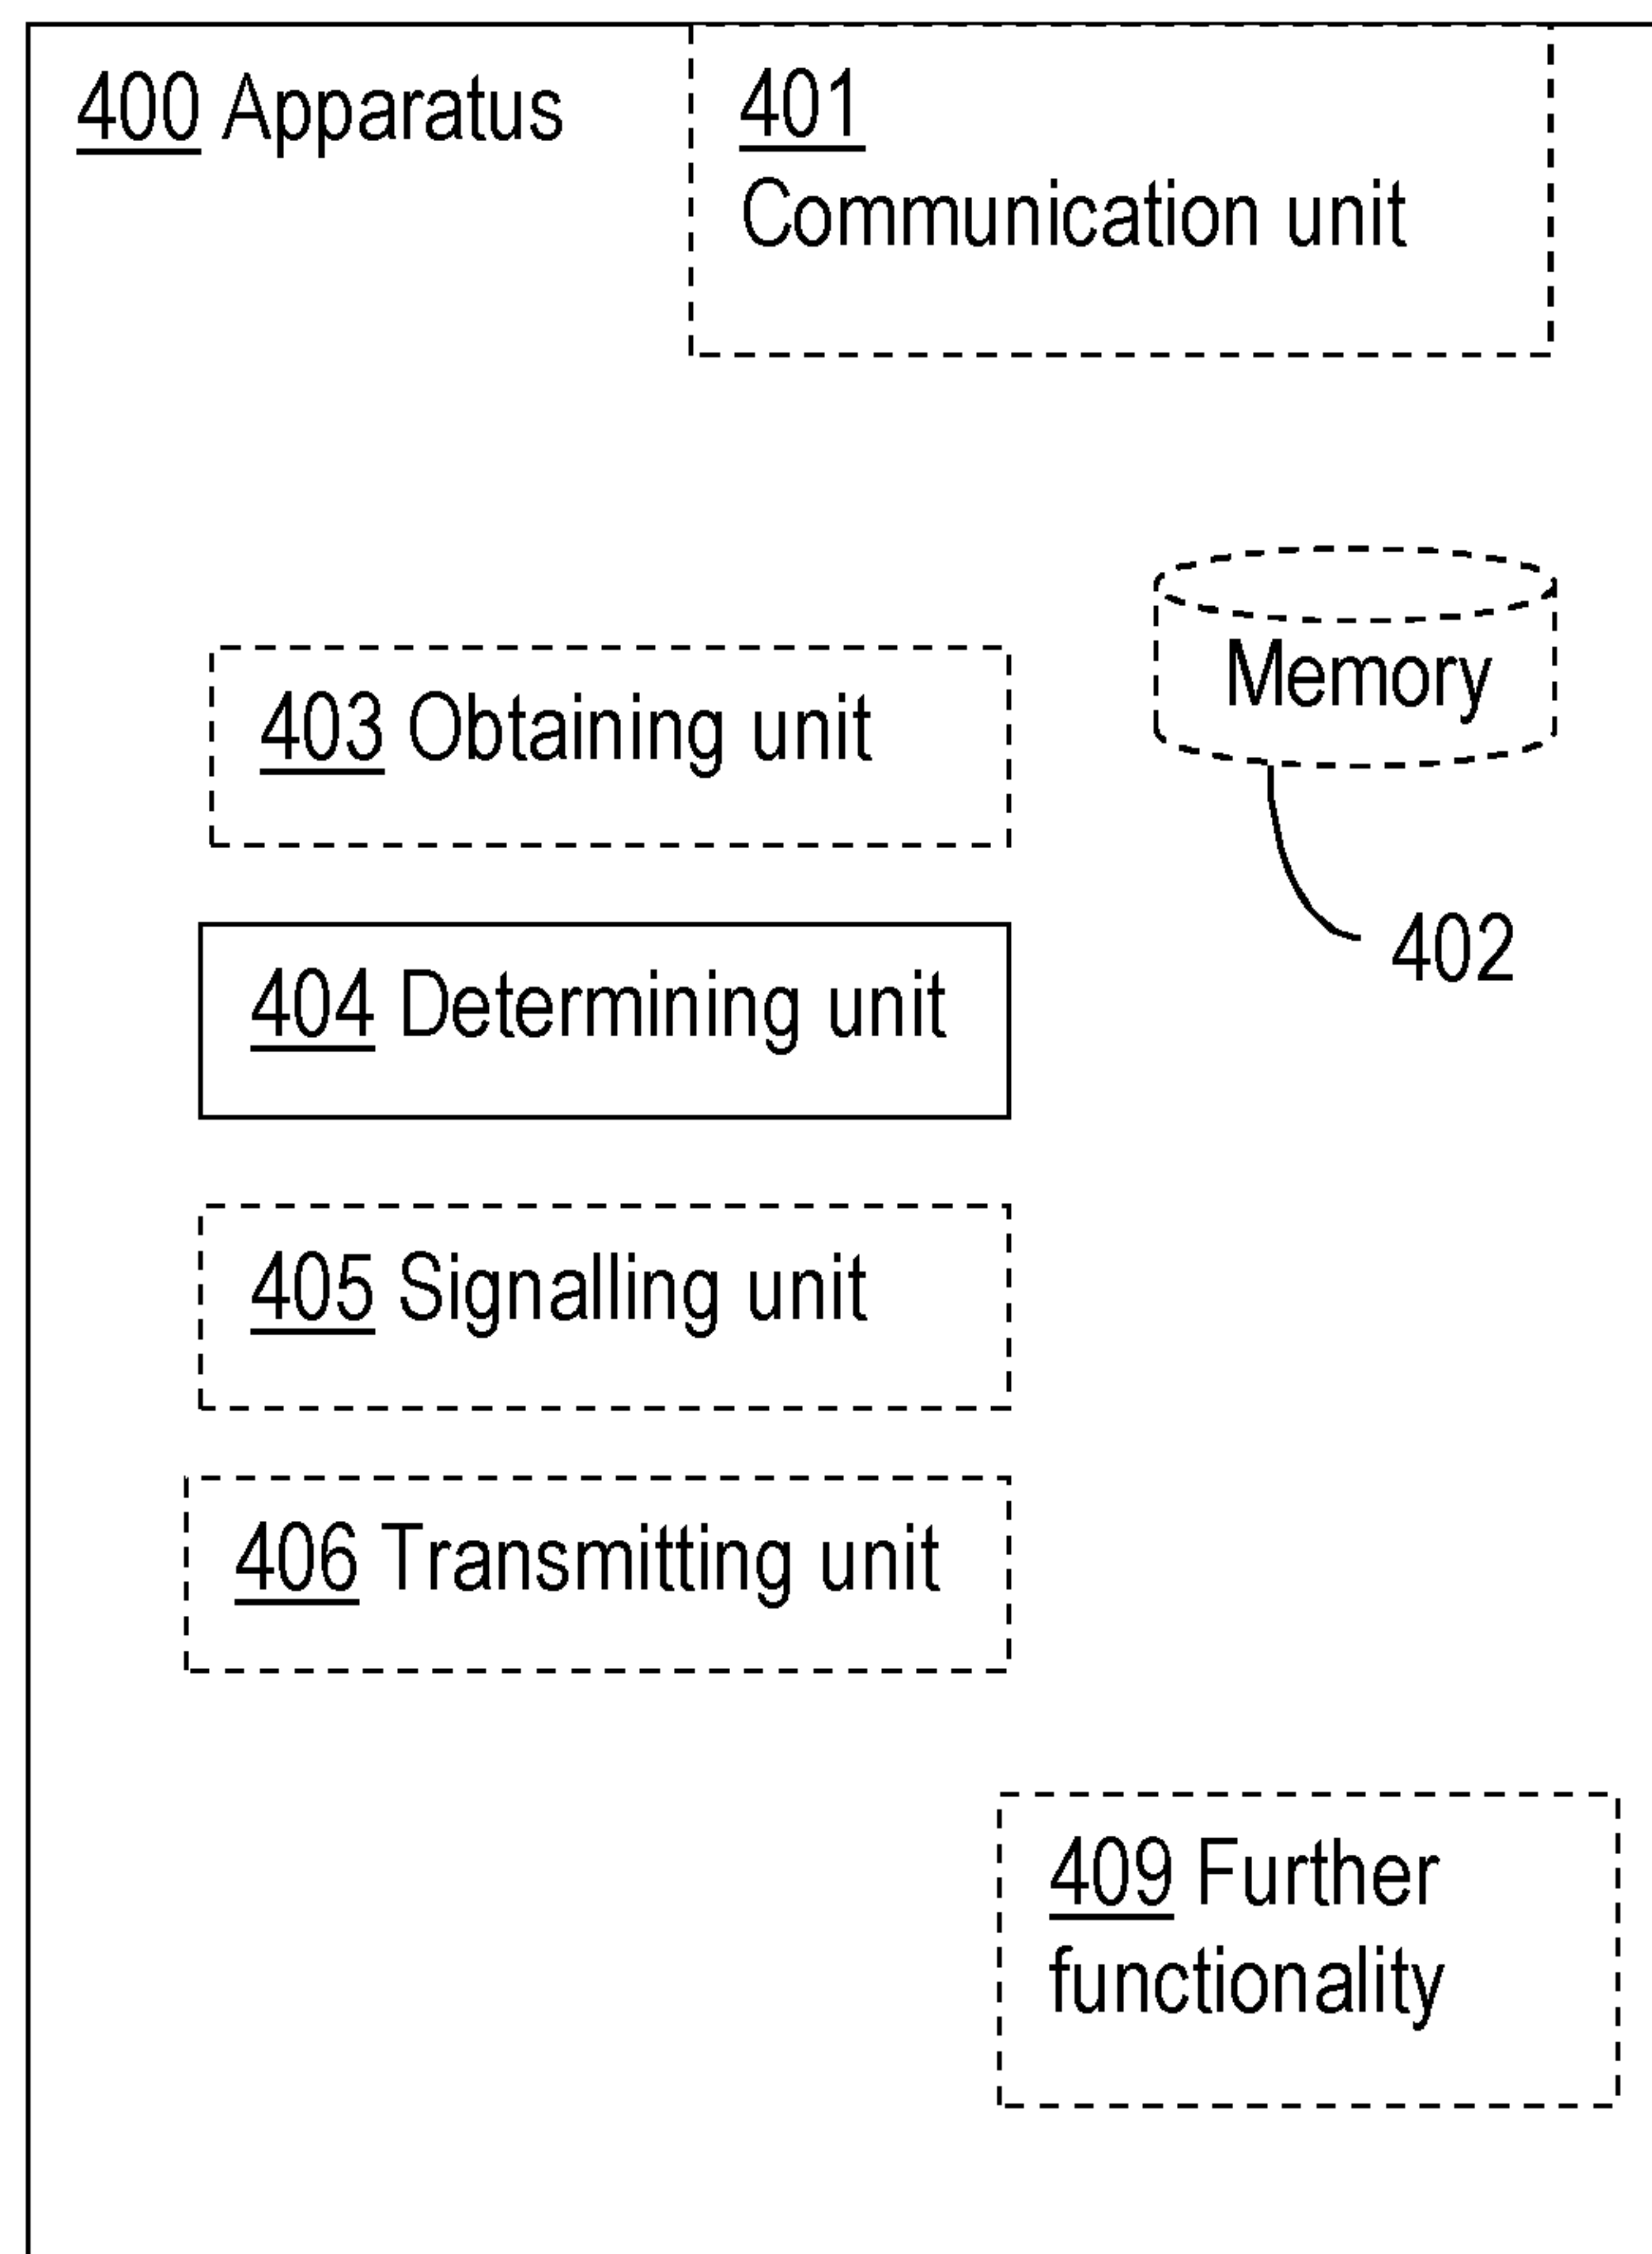 400 Apparatus
401
Communication unit
Memory
403 Obtaining unit
402
404 Determining unit
405 Signalling unit
406 Transmitting unit
409 Further
functionality